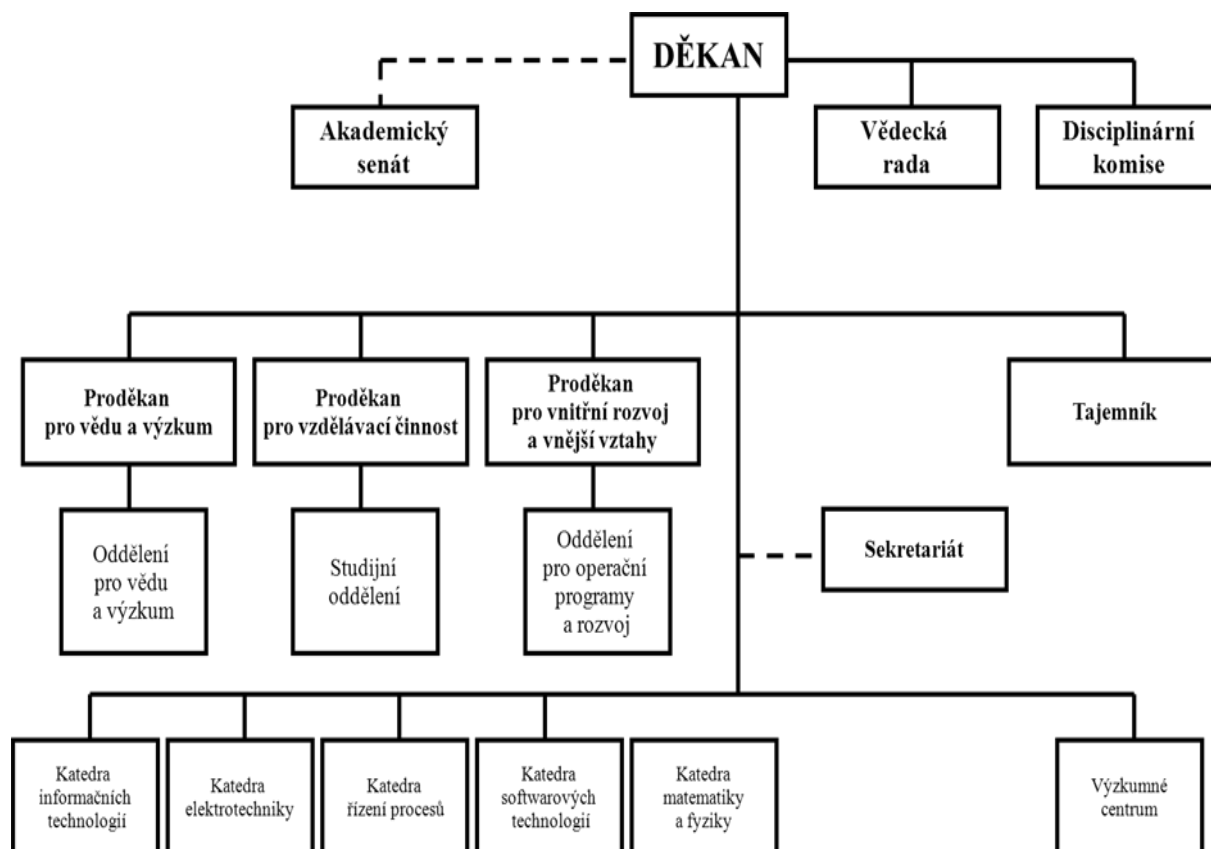 DĚKAN
Akademický
senát
Vědecká
rada
Disciplinární
komise
Proděkan
pro vědu a výzkum
Proděkan
pro vzdělávací činnost
Proděkan
pro vnitřní rozvoj
a vnější vztahy
Tajemník
Oddělení
pro vědu
a výzkum
Studijní
oddělení
Oddělení
pro operační
programy
a rozvoj
Sekretariát
Katedra
informačních
technologií
Katedra
elektrotechniky
Katedra
řízení procesů
Katedra
softwarových
technologií
Katedra
matematiky
a fyziky
Výzkumné
centrum